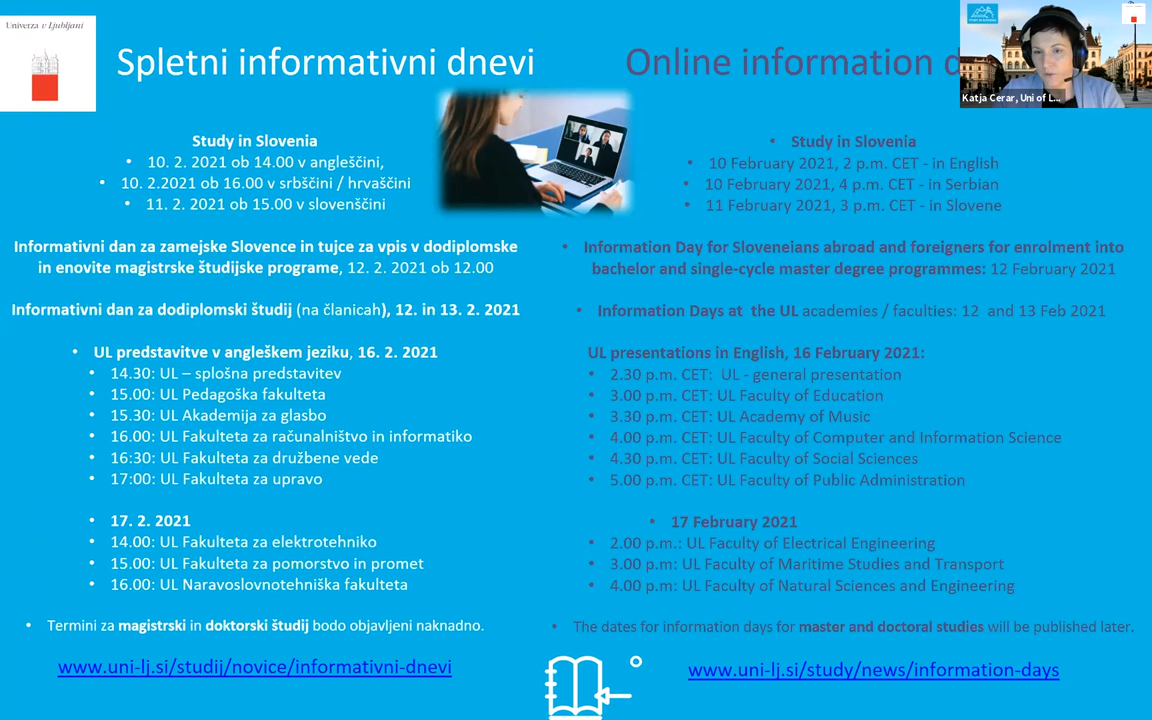 Univerza v Ljubljani
Spletni informativni dnevi
Study in Slovenia
• 10. 2. 2021 ob 14.00 v angleščini,
• 10. 2.2021 ob 16.00 v srbščini / hrvaščini
• 11. 2. 2021 ob 15.00 v slovenščini
Informativni dan za zamejske Slovence in tujce za vpis v dodiplomske
in enovite magistrske študijske programe, 12. 2. 2021 ob 12.00
Informativni dan za dodiplomski študij (na članicah), 12. in 13. 2. 2021
• UL predstavitve v angleškem jeziku, 16. 2. 2021
• 14.30: UL – splošna predstavitev
• 15.00: UL Pedagoška fakulteta
• 15.30: UL Akademija za glasbo
• 16.00: UL Fakulteta za računalništvo in informatiko
• 16:30: UL Fakulteta za družbene vede
• 17:00: UL Fakulteta za upravo
• 17. 2. 2021
• 14.00: UL Fakulteta za elektrotehniko
• 15.00: UL Fakulteta za pomorstvo in promet
• 16.00: UL Naravoslovnotehniška fakulteta
• Termini za magistrski in doktorski študij bodo objavljeni naknadno.
www.uni-lj.si/studij/novice/informativni-dnevi
Online information d
Katja Cerar, Uni of L...
• Study in Slovenia
• 10 February 2021, 2 p.m. CET - in English
• 10 February 2021, 4 p.m. CET - in Serbian
• 11 February 2021, 3 p.m. CET - in Slovene
• Information Day for Sloveneians abroad and foreigners for enrolment into
bachelor and single-cycle master degree programmes: 12 February 2021
• Information Days at the UL academies / faculties: 12 and 13 Feb 2021
UL presentations in English, 16 February 2021:
• 2.30 p.m. CET: UL - general presentation
• 3.00 p.m. CET: UL Faculty of Education
• 3.30 p.m. CET: UL Academy of Music
• 4.00 p.m. CET: UL Faculty of Computer and Information Science
• 4.30 p.m. CET: UL Faculty of Social Sciences
• 5.00 p.m. CET: UL Faculty of Public Administration
• 17 February 2021
• 2.00 p.m.: UL Faculty of Electrical Engineering
• 3.00 p.m: UL Faculty of Maritime Studies and Transport
• 4.00 p.m: UL Faculty of Natural Sciences and Engineering
• The dates for information days for master and doctoral studies will be published later.
www.uni-lj.si/study/news/information-days